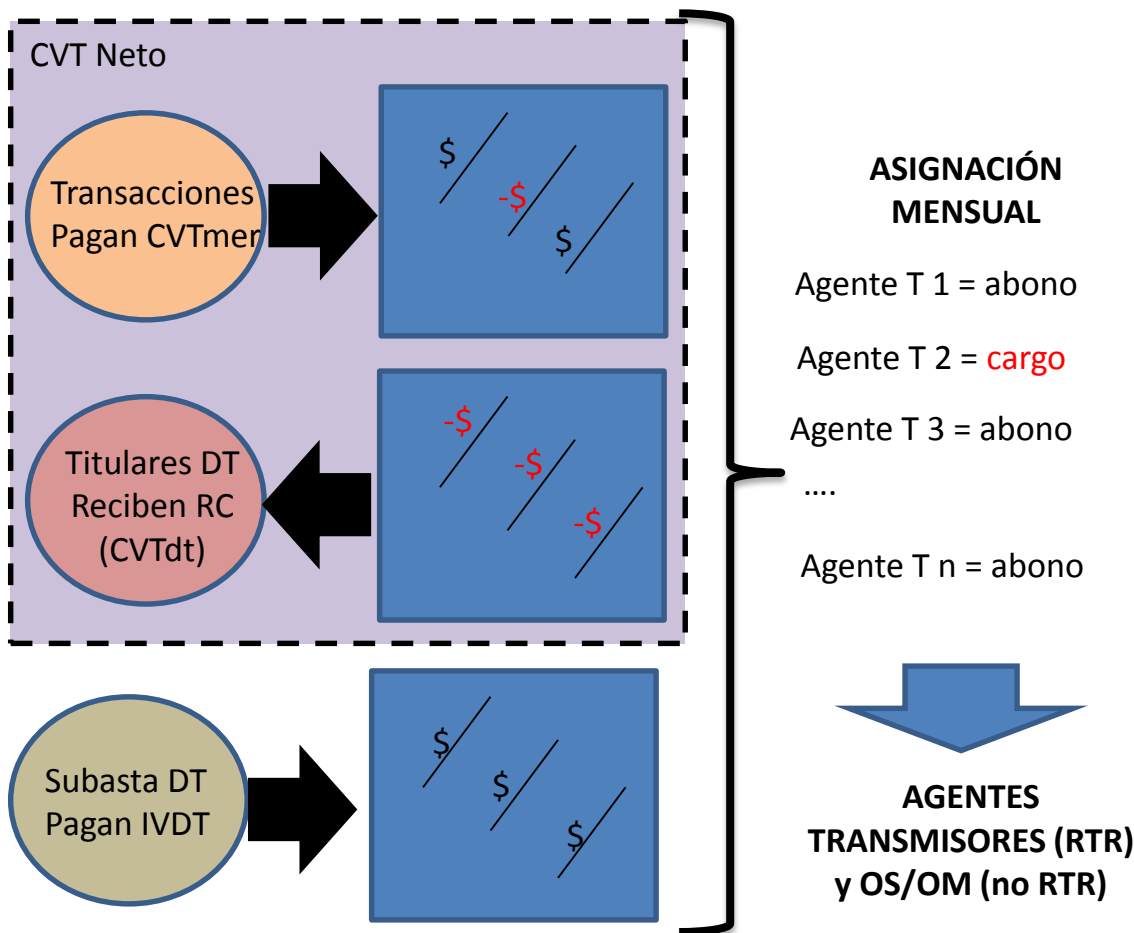 CVT Neto
Transacciones
Pagan CVTmer
$
-$
$
Titulares DT
Reciben RC
(CVTdt)
-$
-$
-$
Subasta DT
Pagan IVDT
$
$
$
ASIGNACIÓN
MENSUAL
Agente T 1 = abono
Agente T 2 = cargo
Agente T 3 = abono
....
Agente T n = abono
AGENTES
TRANSMISORES (RTR)
y OS/OM (no RTR)